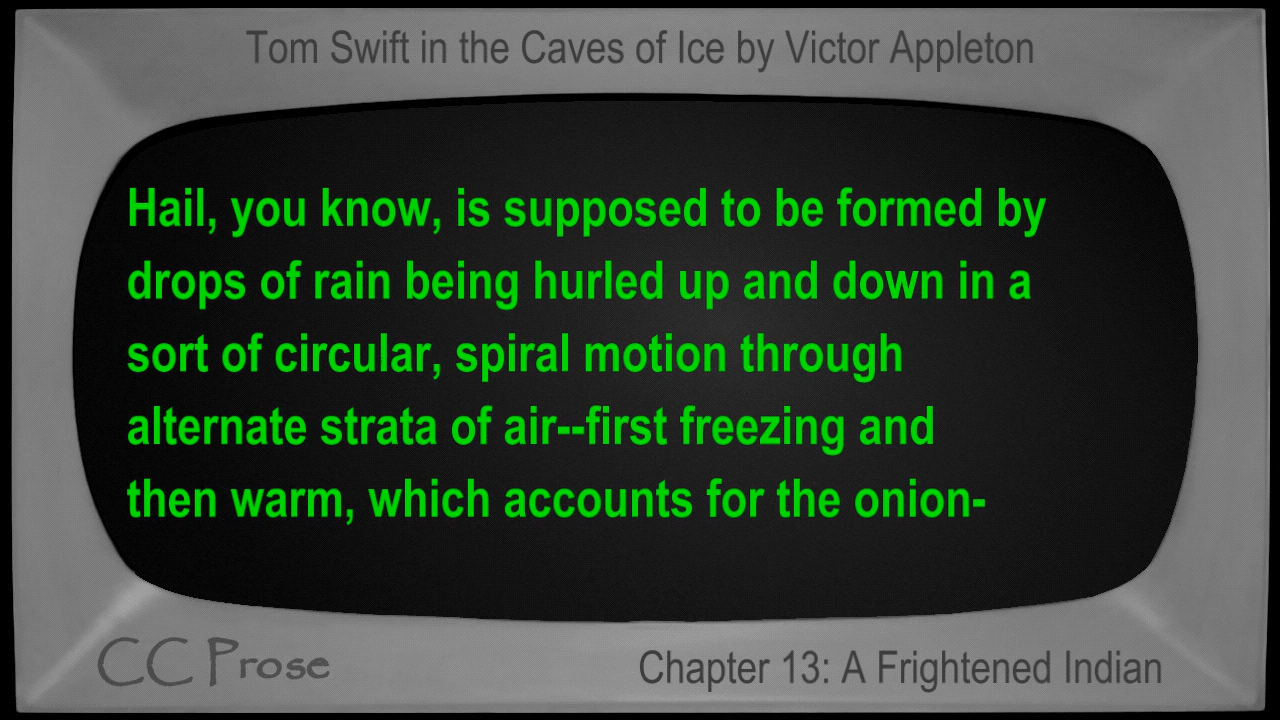 Tom Swift in the Caves of Ice by Victor Appleton
Hail, you know, is supposed to be formed by
drops of rain being hurled up and down in a
sort of circular, spiral motion through
alternate strata of air--first freezing and
then warm, which accounts for the onion-
CC Prose
Chapter 13: A Frightened Indian